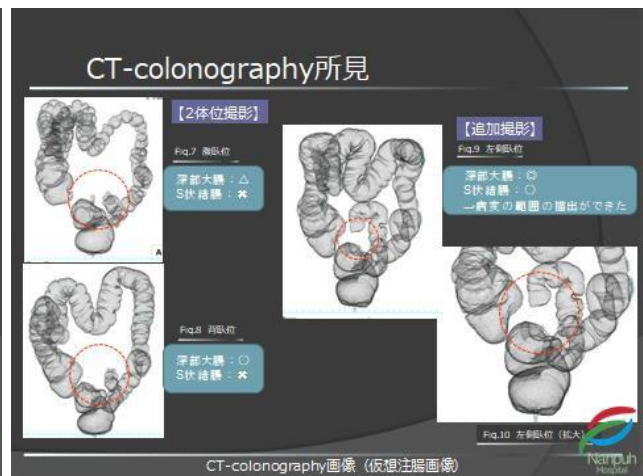 CT-colonography所見
【2体位撮影】
Fig.7 腹臥位
深部大腸：△
S状結腸：✖
A
Fig.8 背臥位
深部大腸：○
S状結腸：✖
【追加撮影】
Fig.9 左側臥位
深部大腸：◎
S状結腸：○
→病変の範囲の描出ができた
Fig.10 左側臥位（拡大）
Nanpuh
Hospital
CT-colonography画像（仮想注腸画像）